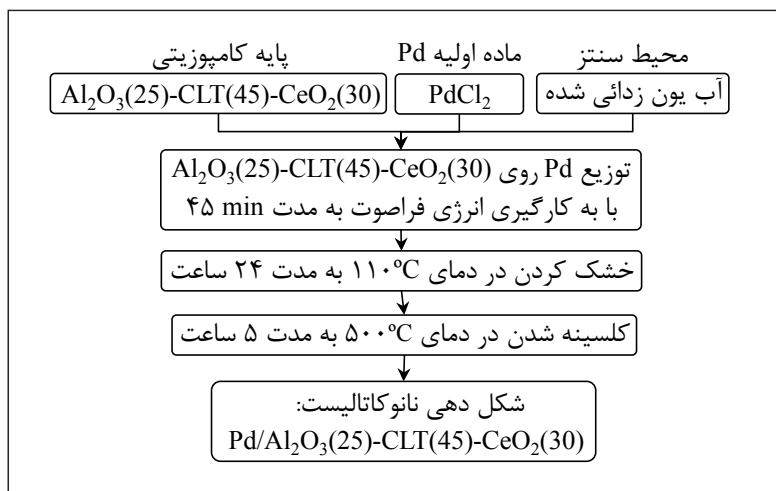 محیط سنتز
آب یون زدائی شده
ماده اولیه Pd
PdCl₂
پایه کامپوزیتی
Al₂O₃(25)-CLT(45)-CeO₂(30)
توزیع Pd روی Al₂O₃(25)-CLT(45)-CeO₂(30)
با به کارگیری انرژی فراصوت به مدت ۴۵ min
خشک کردن در دمای ۱۱۰ºC به مدت ۲۴ ساعت
کلسینه شدن در دمای ۵۰۰ºC به مدت ۵ ساعت
شکل دهی نانوکاتالیست:
Pd/Al₂O₃(25)-CLT(45)-CeO₂(30)